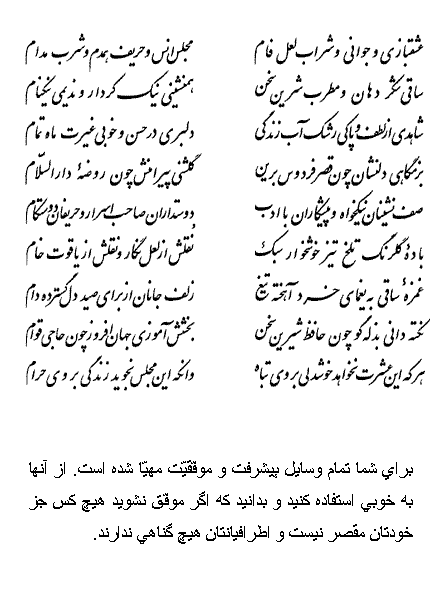 عشقبازی و جوانی و شراب لعل فام    مجلس انس و حریف همدم و شرب مدام
ساقی شکر دهان و مطرب شیرین سخن    همنشینی نیک کردار و ندیمی نیکنام
شاهدی از لطف و پاکی رشک آب زندگی    دلبری در حسن و خوبی غیرت ماه تمام
بزمگاهی دلنشان چون قصر فردوس برین    گلشنی پیرامنش چون روضهٔ دارالسّلام
صف نشینان نیکخواه و پیشکاران با ادب    دوستداران صاحب اسرار و حریفان دوستکام
بادهٔ گلرنگ تلخ تیز خوشخوار سبک    نُقلش از لعل نگار و نقلش از یاقوت خام
غمزهٔ ساقی به یغمای خرد آهخته تیغ    زلف جانان از برای صید دل گسترده دام
نکته دانی بذله گو چون حافظ شیرین سخن    بخشش آموزی جهان افروز چون حاجی قوام
هر که این عشرت نخواهد خوشدلی بر وی تباه    وانکه این مجلس نجوید زندگی بر وی حرام
براي شما تمام وسايل پيشرفت و موفقيّت مهيّا شده است. از آنها
به خوبي استفاده كنيد و بدانيد كه اگر موفق نشويد هيچ كس جز
خودتان مقصر نيست و اطرافيانتان هيچ گناهي ندارند.